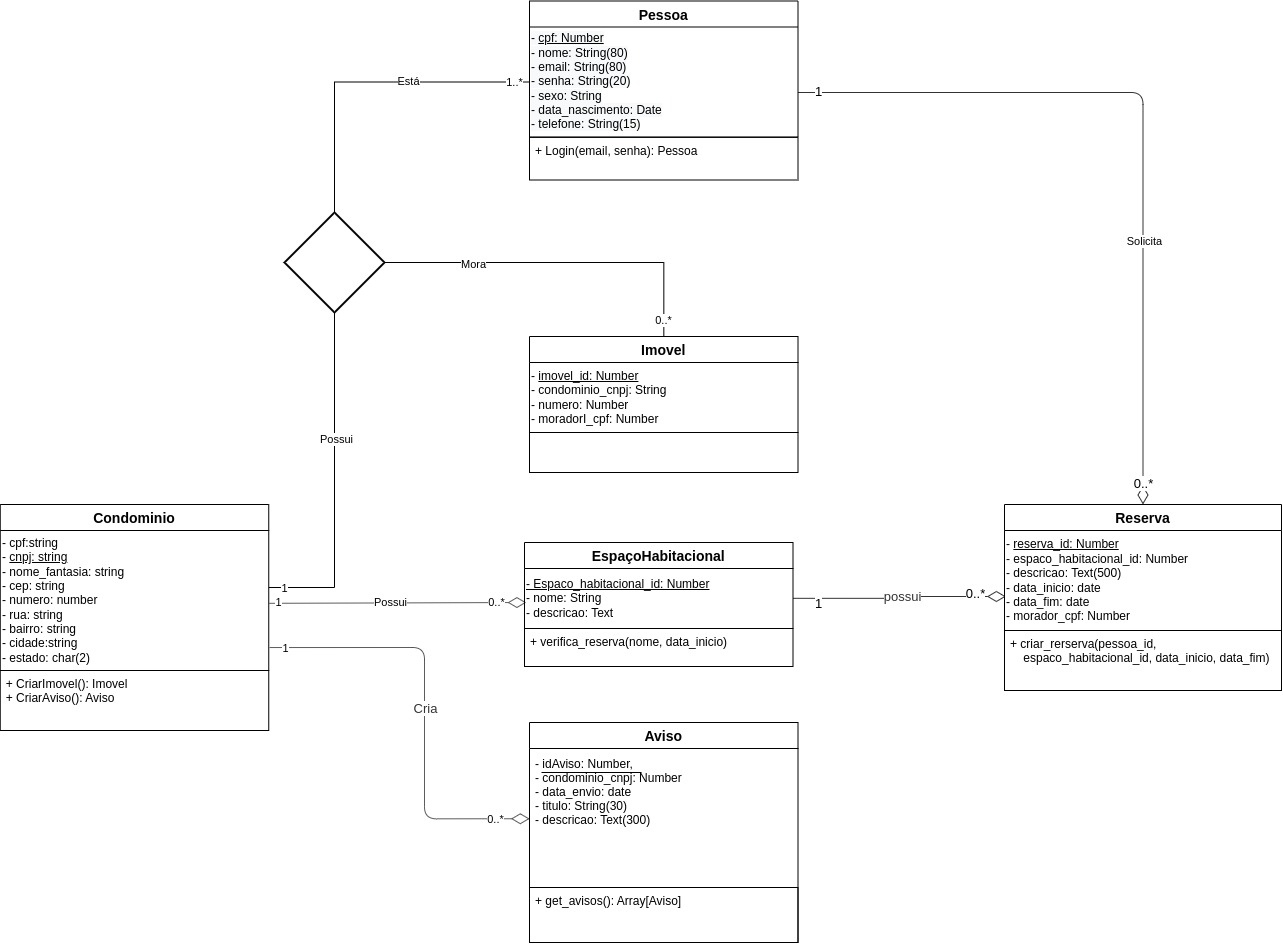 Pessoa
- cpf: Number
- nome: String(80)
- email: String(80)
- senha: String(20)
- sexo: String
- data_nascimento: Date
- telefone: String(15)
+ Login(email, senha): Pessoa
Está
1..*
1
Solicita
0..*
Mora
0..*
Possui
1
Imovel
- imovel_id: Number
- condominio_cnpj: String
- numero: Number
- moradorI_cpf: Number
Condominio
- cpf:string
- cnpj: string
- nome_fantasia: string
- cep: string
- numero: number
- rua: string
- bairro: string
- cidade:string
- estado: char(2)
+ CriarImovel(): Imovel
+ CriarAviso(): Aviso
1
Possui
0..*
EspaçoHabitacional
- Espaco_habitacional_id: Number
- nome: String
- descricao: Text
+ verifica_reserva(nome, data_inicio)
1
possui
0..*
Reserva
- reserva_id: Number
- espaco_habitacional_id: Number
- descricao: Text(500)
- data_inicio: date
- data_fim: date
- morador_cpf: Number
+ criar_rerserva(pessoa_id,
espaco_habitacional_id, data_inicio, data_fim)
1
Cria
0..*
Aviso
- idAviso: Number,
- condominio_cnpj: Number
- data_envio: date
- titulo: String(30)
- descricao: Text(300)
+ get_avisos(): Array[Aviso]